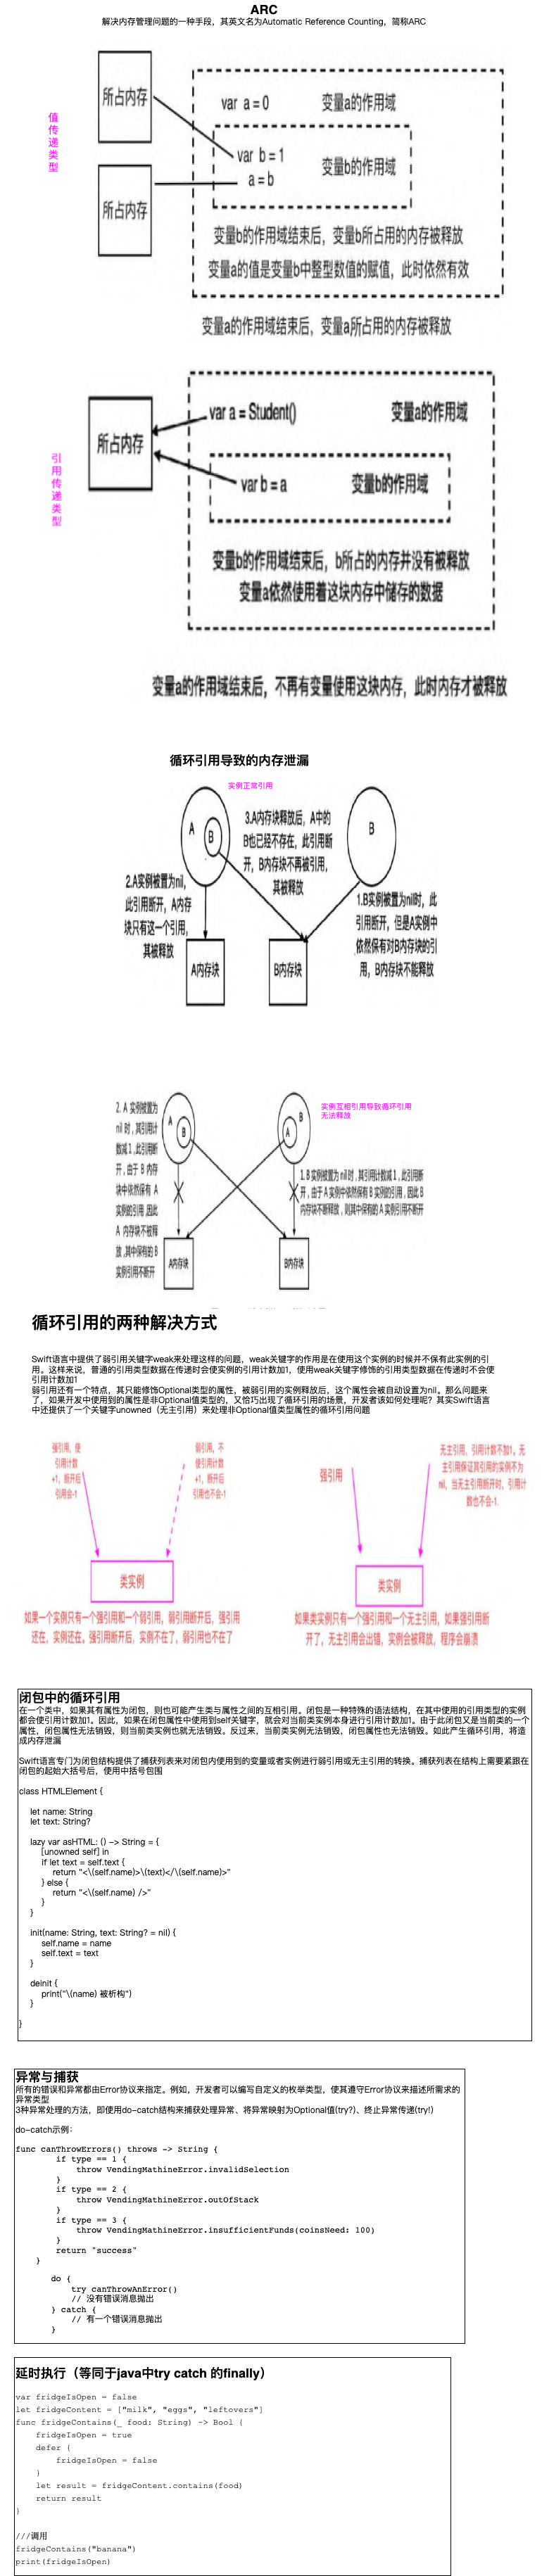 ARC
解决内存管理问题的一种手段，其英文名为Automatic Reference Counting，简称ARC
值传递类型
所占内存
所占内存
var a = 0
变量a的作用域
var b = 1
a = b
变量b的作用域
变量b的作用域结束后，变量b所占用的内存被释放
变量a的值是变量b中整型数值的赋值，此时依然有效
变量a的作用域结束后，变量a所占用的内存被释放
引用传递类型
所占内存
var a = Student()
变量a的作用域
var b = a
变量b的作用域
变量b的作用域结束后，b所占的内存并没有被释放
变量a依然使用着这块内存中储存的数据
变量a的作用域结束后，不再有变量使用这块内存，此时内存才被释放
循环引用导致的内存泄漏
实例正常引用
A
B
B
3.A内存块释放后，A中的
B也已经不存在，此引用断
开，B内存块不再被引用，
其被释放
2.A实例被置为nil，
此引用断开，A内存
块只有这一个引用，
其被释放
1.B实例被置为nil时，此
引用断开，但是A实例中
依然保有对B内存块的引
用，B内存块不能释放
A内存块
B内存块
实例互相引用导致循环引用
无法释放
A
B
B
A
2. A 实例被置为
nil 时，其引用计
数减1，此引用断
开，由于 B 内存
块中依然保有 A
实例的引用，因此
A 内存块不被释
放，其中保有的 B
实例引用不断开
1. B 实例被置为 nil 时，其引用计数减1，此引用断
开，由于 A 实例中依然保有 B 实例的引用，因此 B
内存块不断释放，则其中保有的 A 实例引用不断开
A内存块
B内存块
循环引用的两种解决方式
Swift语言中提供了弱引用关键字weak来处理这样的问题，weak关键字的作用是在使用这个实例的时候并不保有此实例的引
用。这样来说，普通的引用类型数据在传递时会使实例的引用计数加1，使用weak关键字修饰的引用类型数据在传递时不会使
引用计数加1
弱引用还有一个特点，其只能修饰Optional类型的属性，被弱引用的实例释放后，这个属性会被自动设置为nil。那么问题来
了，如果开发中使用到的属性是非Optional值类型的，又恰巧出现了循环引用的场景，开发者该如何处理呢？其实Swift语言
中还提供了一个关键字unowned（无主引用）来处理非Optional值类型属性的循环引用问题
强引用，使
引用计数
+1，断开后
引用会-1
弱引用，不
使引用计数
+1，断开后
引用也不会-1
类实例
如果一个实例只有一个强引用和一个弱引用，弱引用断开后，强引用
还在，实例还在。强引用断开后，实例不在了，弱引用也不在了
强引用
无主引用，引用计数不加1。无
主引用保证其引用的实例不为
nil，当无主引用断开时，引用计
数也不会-1.
类实例
如果类实例只有一个强引用和一个无主引用，如果强引用断
开了，无主引用会出错，实例会被释放，程序会崩溃
闭包中的循环引用
在一个类中，如果其有属性为闭包，则也可能产生类与属性之间的互相引用。闭包是一种特殊的语法结构，在其中使用的引用类型的实例
都会使引用计数加1。因此，如果在闭包属性中使用到self关键字，就会对当前类实例本身进行引用计数加1。由于此闭包又是当前类的一个
属性，闭包属性无法销毁，则当前类实例也就无法销毁。反过来，当前类实例无法销毁，闭包属性也无法销毁。如此产生循环引用，将造
成内存泄漏
Swift语言专门为闭包结构提供了捕获列表来对闭包内使用到的变量或者实例进行弱引用或无主引用的转换。捕获列表在结构上需要紧跟在
闭包的起始大括号后，使用中括号包围
class HTMLElement {
let name: String
let text: String?
lazy var asHTML: () -> String = {
[unowned self] in
if let text = self.text {
return "<\(self.name)>\(text)</\(self.name)>"
} else {
return "<\(self.name) />"
}
}
init(name: String, text: String? = nil) {
self.name = name
self.text = text
}
deinit {
print("\(name) 被析构")
}
}
异常与捕获
所有的错误和异常都由Error协议来指定。例如，开发者可以编写自定义的枚举类型，使其遵守Error协议来描述所需求的
异常类型
3种异常处理的方法，即使用do-catch结构来捕获处理异常、将异常映射为Optional值(try?)、终止异常传递(try!)
do-catch示例：
func canThrowErrors() throws -> String {
if type == 1 {
throw VendingMathineError.invalidSelection
}
if type == 2 {
throw VendingMathineError.outOfStack
}
if type == 3 {
throw VendingMathineError.insufficientFunds(coinsNeed: 100)
}
return "success"
}
do {
try canThrowAnError()
// 没有错误消息抛出
} catch {
// 有一个错误消息抛出
}
延时执行（等同于java中try catch 的finally）
var fridgeIsOpen = false
let fridgeContent = ["milk", "eggs", "leftovers"]
func fridgeContains(_ food: String) -> Bool {
fridgeIsOpen = true
defer {
fridgeIsOpen = false
}
let result = fridgeContent.contains(food)
return result
}
///调用
fridgeContains("banana")
print(fridgeIsOpen)